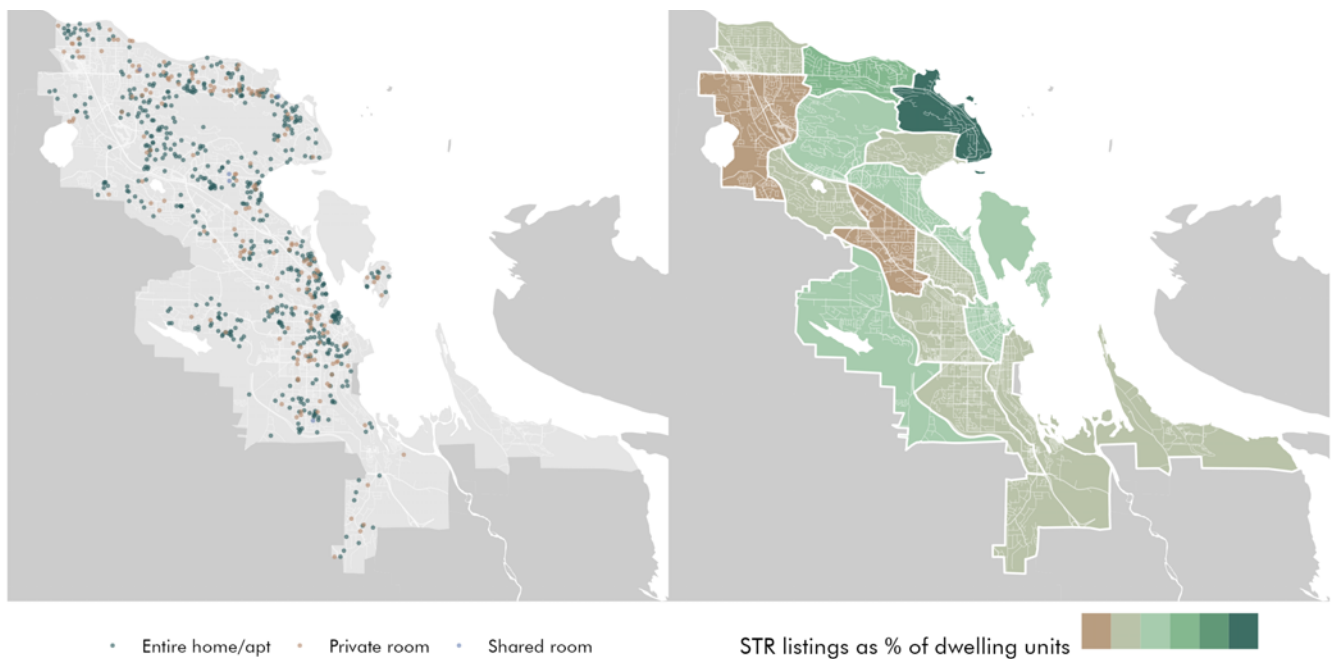 Entire home/apt
Private room
Shared room
STR listings as % of dwelling units